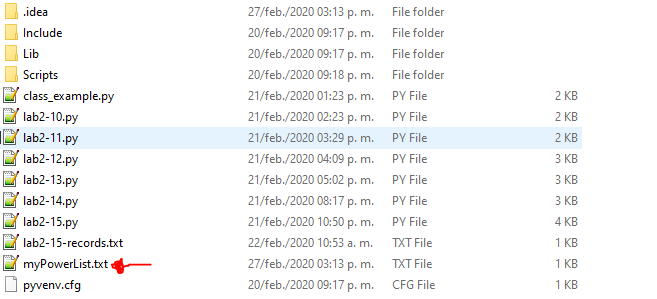 .idea 27/feb./2020 03:13 p. m. File folder
Include 20/feb./2020 09:17 p. m. File folder
Lib 20/feb./2020 09:17 p. m. File folder
Scripts 20/feb./2020 09:18 p. m. File folder
class_example.py 21/feb./2020 01:23 p. m. PY File 2 KB
lab2-10.py 21/feb./2020 02:23 p. m. PY File 2 KB
lab2-11.py 21/feb./2020 03:29 p. m. PY File 2 KB
lab2-12.py 21/feb./2020 04:09 p. m. PY File 3 KB
lab2-13.py 21/feb./2020 05:02 p. m. PY File 3 KB
lab2-14.py 21/feb./2020 08:17 p. m. PY File 3 KB
lab2-15.py 21/feb./2020 10:50 p. m. PY File 4 KB
lab2-15-records.txt 22/feb./2020 10:53 a. m. TXT File 1 KB
myPowerList.txt 27/feb./2020 03:13 p. m. TXT File 1 KB
pyvenv.cfg 20/feb./2020 09:17 p. m. CFG File 1 KB